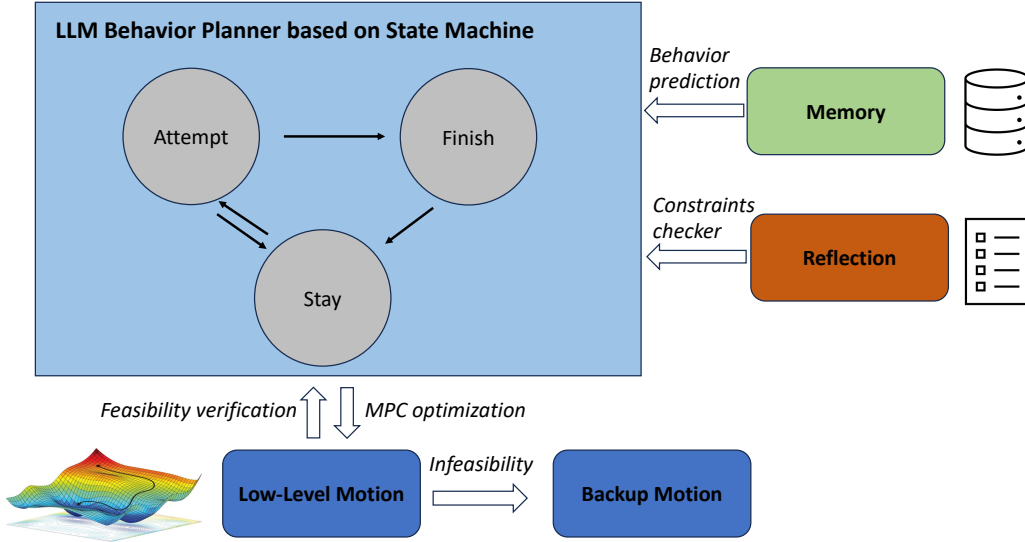 LLM Behavior Planner based on State Machine
Attempt
Finish
Stay
Behavior
prediction
Memory
Constraints
checker
Reflection
Feasibility verification
MPC optimization
Low-Level Motion
Infeasibility
Backup Motion